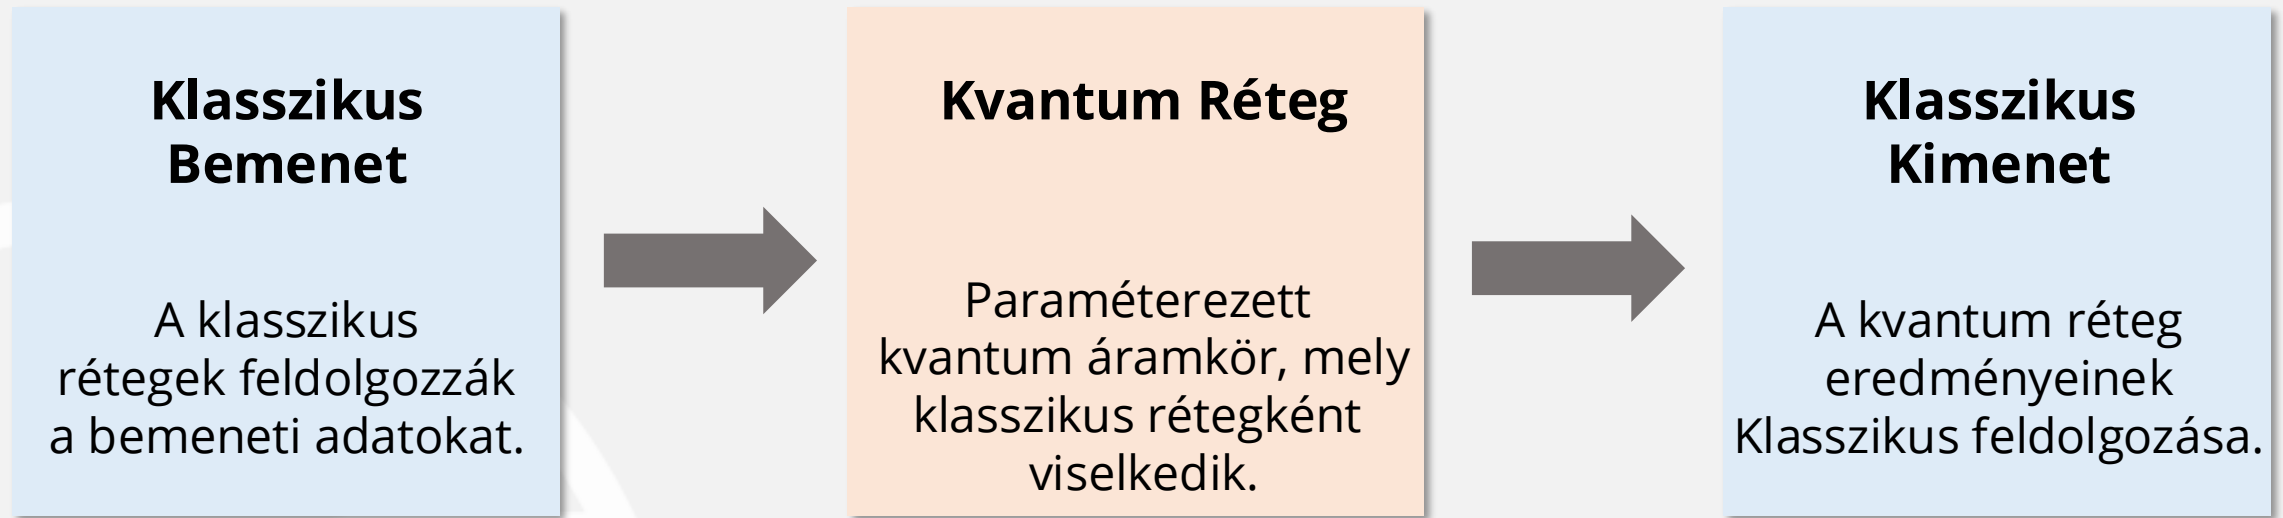 Klasszikus
Bemenet
A klasszikus
rétegek feldolgozzák
a bemeneti adatokat.
Kvantum Réteg
Paraméterezett
kvantum áramkör, mely
klasszikus rétegként
viselkedik.
Klasszikus
Kimenet
A kvantum réteg
eredményeinek
Klasszikus feldolgozása.